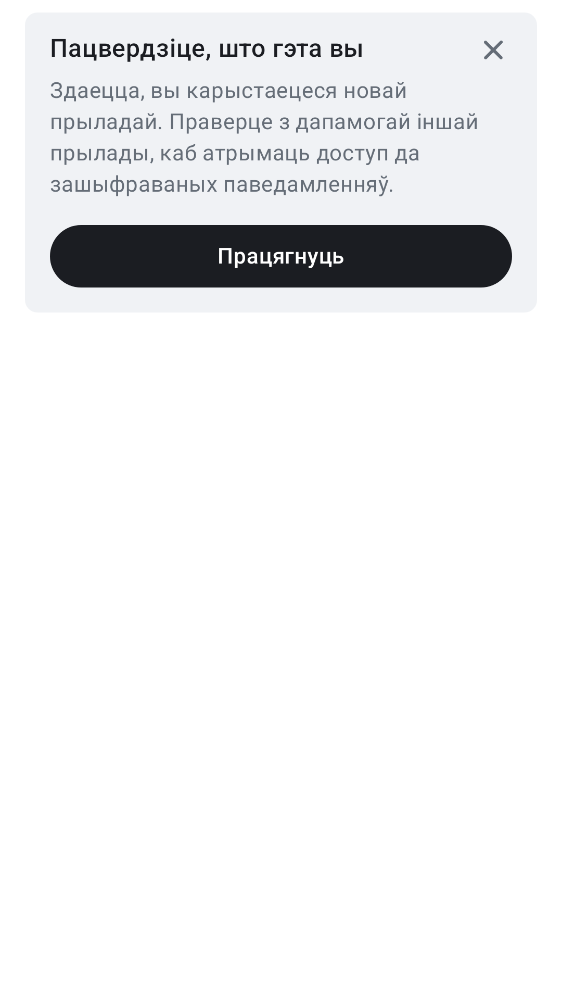 Пацвердзіце, што гэта вы
Здаецца, вы карыстаецеся новай
прыладай. Праверце з дапамогай іншай
прылады, каб атрымаць доступ да
зашыфраваных паведамленняў.
Працягнуць